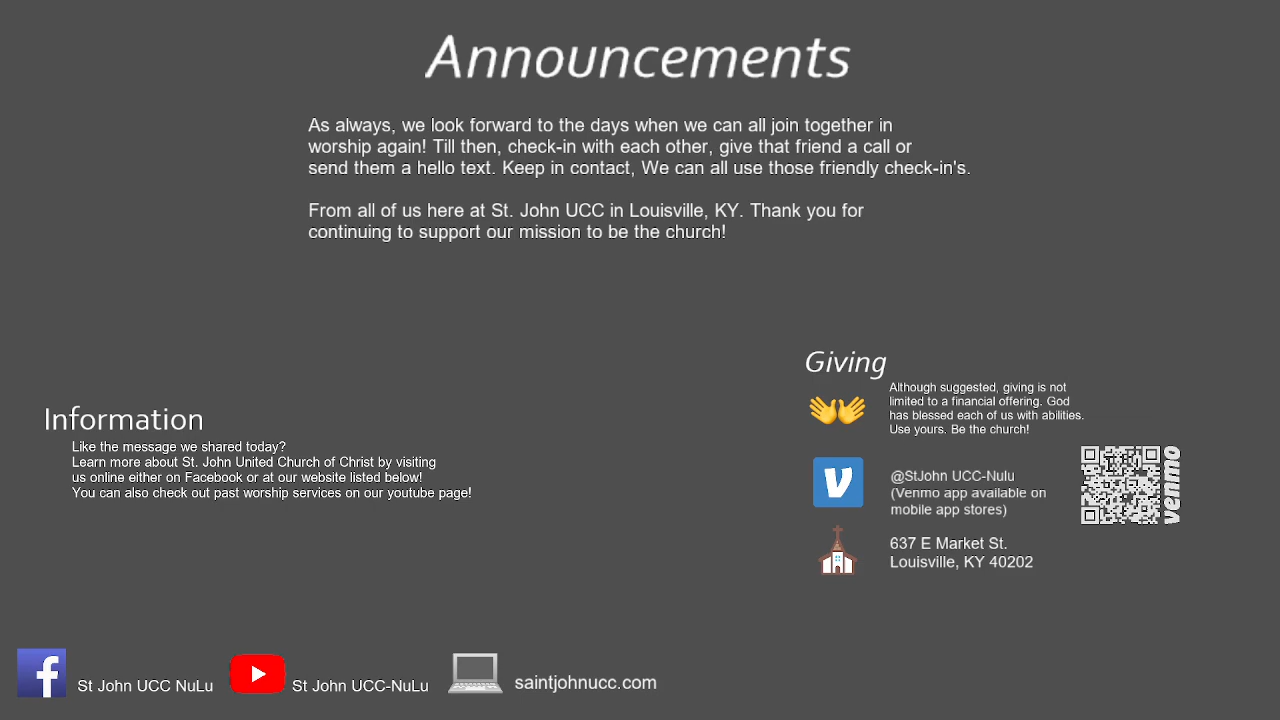 Announcements
As always, we look forward to the days when we can all join together in
worship again! Till then, check-in with each other, give that friend a call or
send them a hello text. Keep in contact, We can all use those friendly check-in's.
From all of us here at St. John UCC in Louisville, KY. Thank you for
continuing to support our mission to be the church!
Information
Like the message we shared today?
Learn more about St. John United Church of Christ by visiting
us online either on Facebook or at our website listed below!
You can also check out past worship services on our youtube page!
Giving
Although suggested, giving is not
limited to a financial offering. God
has blessed each of us with abilities.
Use yours. Be the church!
@StJohn UCC-Nulu
(Venmo app available on
mobile app stores)
venmo
637 E Market St.
Louisville, KY 40202
St John UCC NuLu
St John UCC-NuLu
saintjohnucc.com